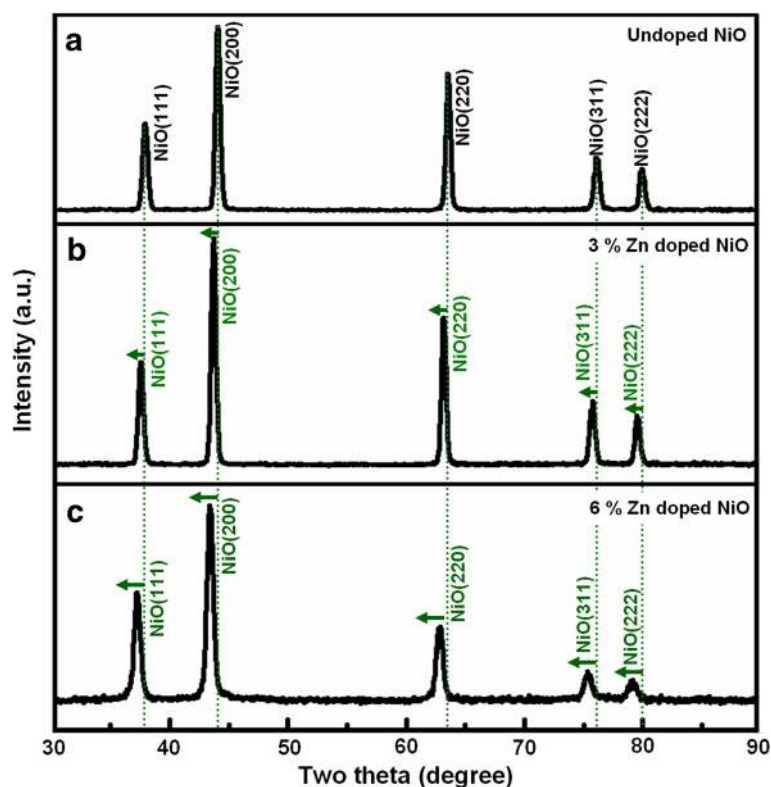 a
Undoped NiO
NiO(111)
NiO(200)
NiO(220)
NiO(311)
NiO(222)
b
3 % Zn doped NiO
NiO(111)
NiO(200)
NiO(220)
NiO(311)
NiO(222)
c
6 % Zn doped NiO
NiO(111)
NiO(200)
NiO(220)
NiO(311)
NiO(222)
Intensity (a.u.)
30 40 50 60 70 80 90
Two theta (degree)